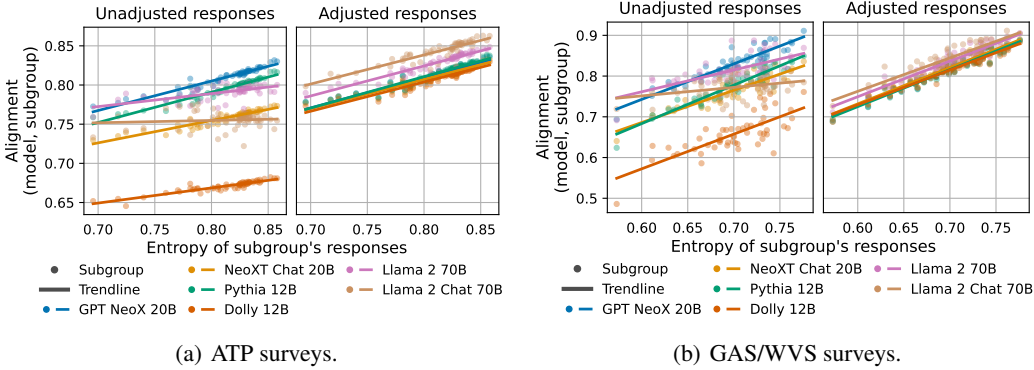 Unadjusted responses
Adjusted responses
Alignment
(model, subgroup)
0.85
0.80
0.75
0.70
0.65
0.70 0.75 0.80 0.85
0.70 0.75 0.80 0.85
Entropy of subgroup's responses
Subgroup
Trendline
GPT NeoX 20B
NeoXT Chat 20B
Pythia 12B
Dolly 12B
Llama 2 70B
Llama 2 Chat 70B
(a) ATP surveys.
Unadjusted responses
Adjusted responses
Alignment
(model, subgroup)
0.9
0.8
0.7
0.6
0.5
0.60 0.65 0.70 0.75
0.60 0.65 0.70 0.75
Entropy of subgroup's responses
Subgroup
Trendline
GPT NeoX 20B
NeoXT Chat 20B
Pythia 12B
Dolly 12B
Llama 2 70B
Llama 2 Chat 70B
(b) GAS/WVS surveys.